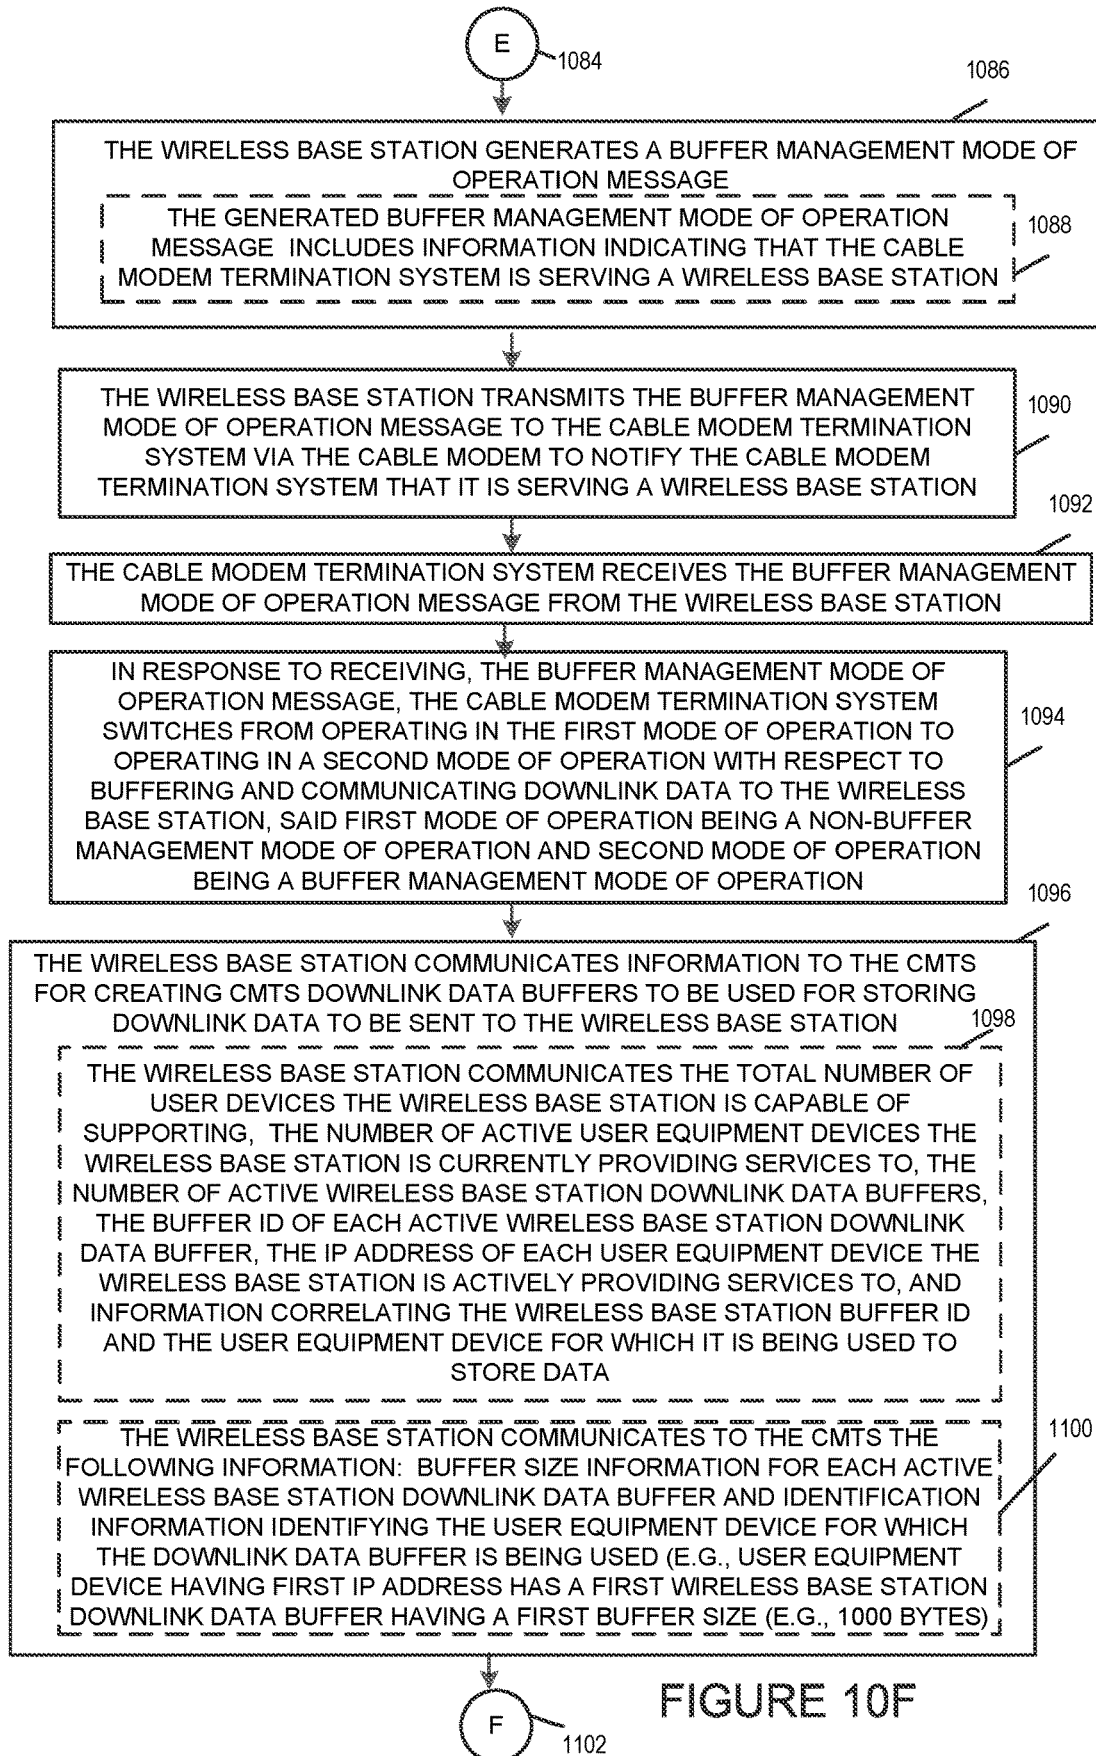 E
1084
1086
THE WIRELESS BASE STATION GENERATES A BUFFER MANAGEMENT MODE OF
OPERATION MESSAGE
THE GENERATED BUFFER MANAGEMENT MODE OF OPERATION
MESSAGE INCLUDES INFORMATION INDICATING THAT THE CABLE
MODEM TERMINATION SYSTEM IS SERVING A WIRELESS BASE STATION
1088
THE WIRELESS BASE STATION TRANSMITS THE BUFFER MANAGEMENT
MODE OF OPERATION MESSAGE TO THE CABLE MODEM TERMINATION
SYSTEM VIA THE CABLE MODEM TO NOTIFY THE CABLE MODEM
TERMINATION SYSTEM THAT IT IS SERVING A WIRELESS BASE STATION
1090
1092
THE CABLE MODEM TERMINATION SYSTEM RECEIVES THE BUFFER MANAGEMENT
MODE OF OPERATION MESSAGE FROM THE WIRELESS BASE STATION
IN RESPONSE TO RECEIVING, THE BUFFER MANAGEMENT MODE OF
OPERATION MESSAGE, THE CABLE MODEM TERMINATION SYSTEM
SWITCHES FROM OPERATING IN THE FIRST MODE OF OPERATION TO
OPERATING IN A SECOND MODE OF OPERATION WITH RESPECT TO
BUFFERING AND COMMUNICATING DOWNLINK DATA TO THE WIRELESS
BASE STATION, SAID FIRST MODE OF OPERATION BEING A NON-BUFFER
MANAGEMENT MODE OF OPERATION AND SECOND MODE OF OPERATION
BEING A BUFFER MANAGEMENT MODE OF OPERATION
1094
1096
THE WIRELESS BASE STATION COMMUNICATES INFORMATION TO THE CMTS
FOR CREATING CMTS DOWNLINK DATA BUFFERS TO BE USED FOR STORING
DOWNLINK DATA TO BE SENT TO THE WIRELESS BASE STATION
1098
THE WIRELESS BASE STATION COMMUNICATES THE TOTAL NUMBER OF
USER DEVICES THE WIRELESS BASE STATION IS CAPABLE OF
SUPPORTING, THE NUMBER OF ACTIVE USER EQUIPMENT DEVICES THE
WIRELESS BASE STATION IS CURRENTLY PROVIDING SERVICES TO, THE
NUMBER OF ACTIVE WIRELESS BASE STATION DOWNLINK DATA BUFFERS,
THE BUFFER ID OF EACH ACTIVE WIRELESS BASE STATION DOWNLINK
DATA BUFFER, THE IP ADDRESS OF EACH USER EQUIPMENT DEVICE THE
WIRELESS BASE STATION IS ACTIVELY PROVIDING SERVICES TO, AND
INFORMATION CORRELATING THE WIRELESS BASE STATION BUFFER ID
AND THE USER EQUIPMENT DEVICE FOR WHICH IT IS BEING USED TO
STORE DATA
THE WIRELESS BASE STATION COMMUNICATES TO THE CMTS THE
FOLLOWING INFORMATION: BUFFER SIZE INFORMATION FOR EACH ACTIVE
WIRELESS BASE STATION DOWNLINK DATA BUFFER AND IDENTIFICATION
INFORMATION IDENTIFYING THE USER EQUIPMENT DEVICE FOR WHICH
THE DOWNLINK DATA BUFFER IS BEING USED (E.G., USER EQUIPMENT
DEVICE HAVING FIRST IP ADDRESS HAS A FIRST WIRELESS BASE STATION
DOWNLINK DATA BUFFER HAVING A FIRST BUFFER SIZE (E.G., 1000 BYTES)
1100
F
1102
FIGURE 10F